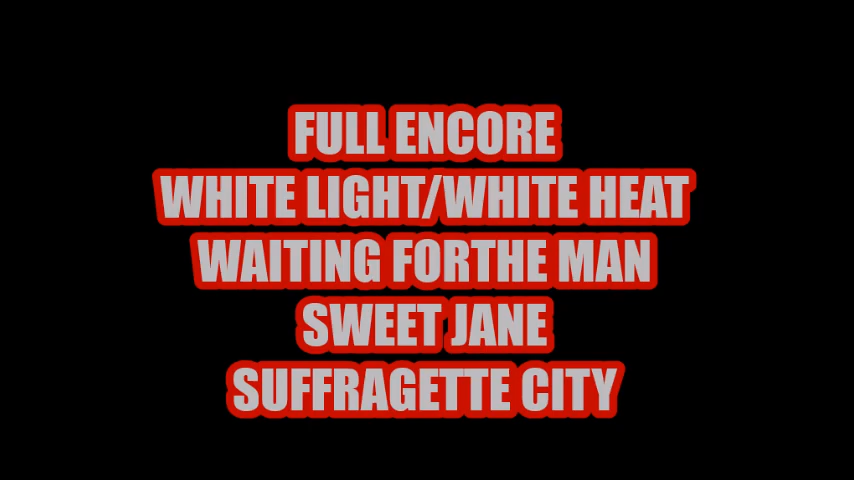 FULL ENCORE
WHITE LIGHT/WHITE HEAT
WAITING FORTHE MAN
SWEET JANE
SUFFRAGETTE CITY